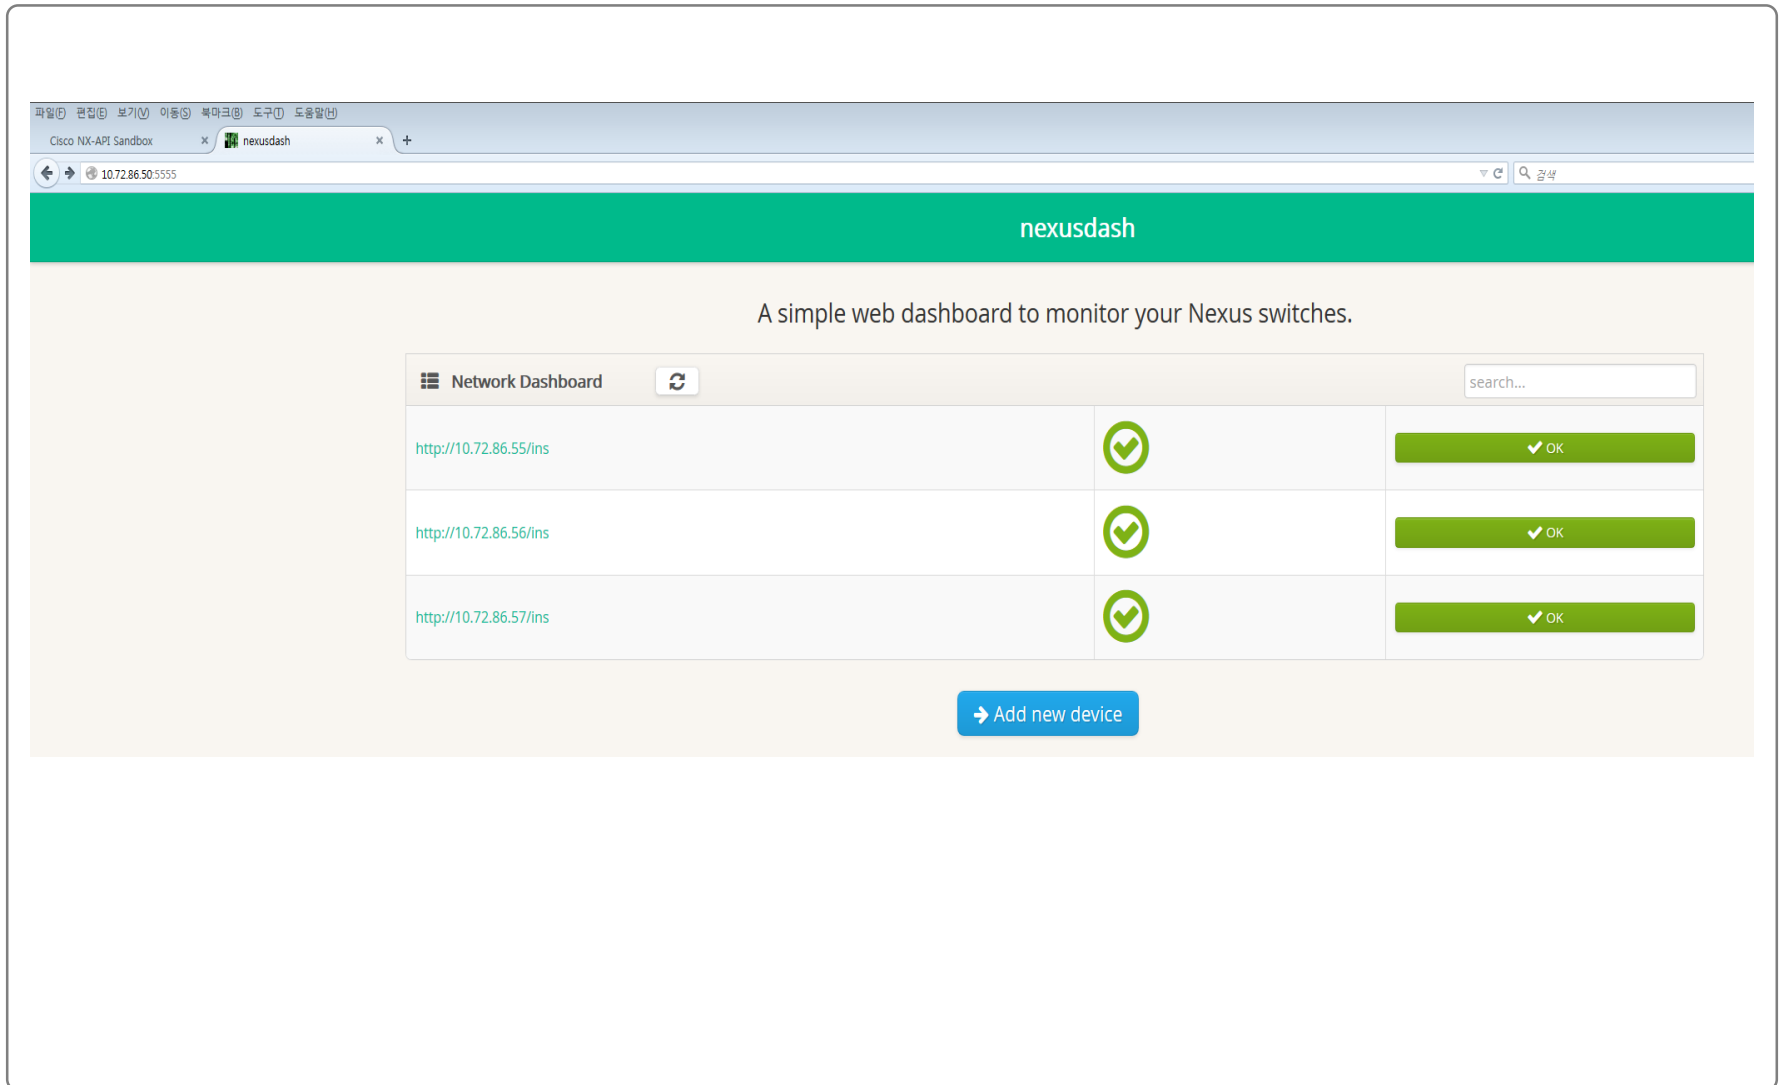 파일(F) 편집(E) 보기(V) 이동(S) 북마크(B) 도구(T) 도움말(H)
Cisco NX-API Sandbox × nexusdash × +
10.72.86.50:5555 검색
nexusdash
A simple web dashboard to monitor your Nexus switches.
Network Dashboard search...
http://10.72.86.55/ins OK
http://10.72.86.56/ins OK
http://10.72.86.57/ins OK
Add new device